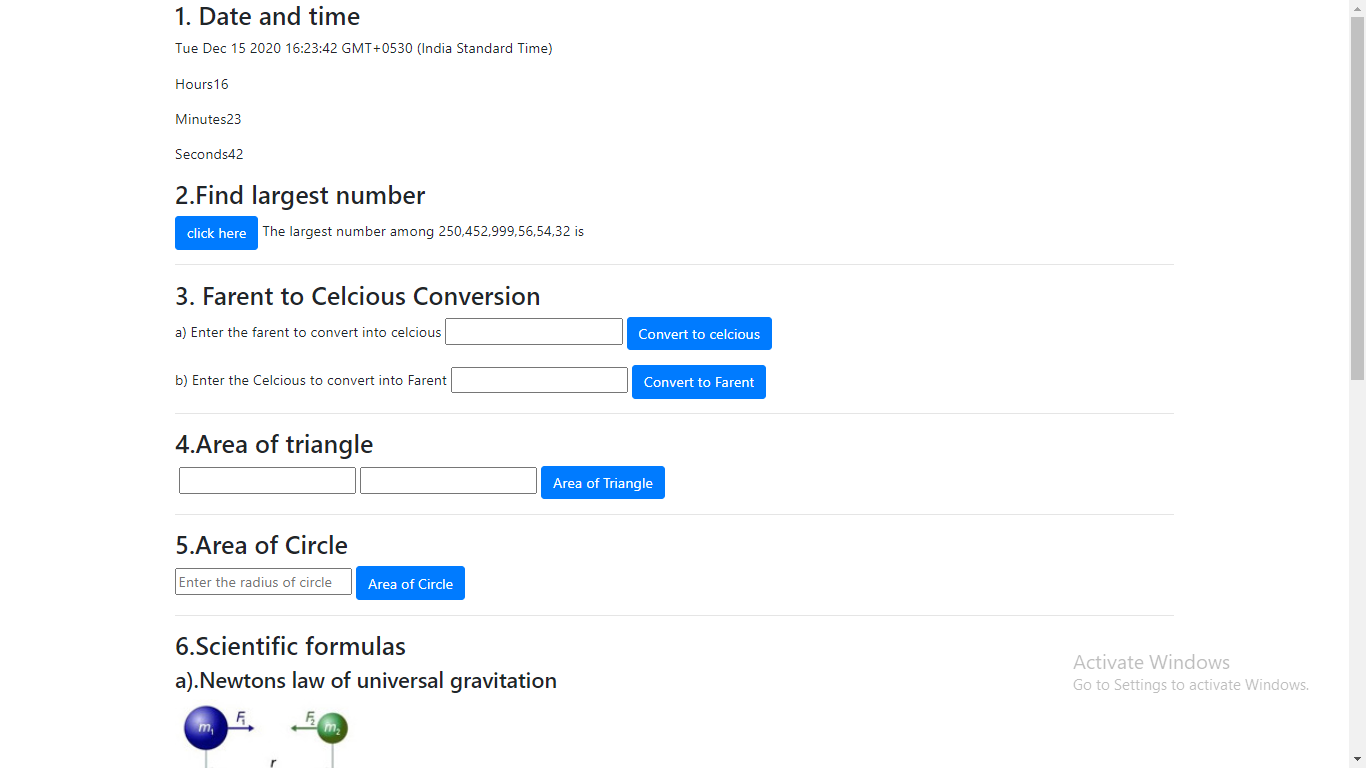 1. Date and time
Tue Dec 15 2020 16:23:42 GMT+0530 (India Standard Time)
Hours16
Minutes23
Seconds42
2.Find largest number
click here The largest number among 250,452,999,56,54,32 is
3. Farent to Celcious Conversion
a) Enter the farent to convert into celcious Convert to celcious
b) Enter the Celcious to convert into Farent Convert to Farent
4.Area of triangle
Area of Triangle
5.Area of Circle
Enter the radius of circle Area of Circle
6.Scientific formulas
a).Newtons law of universal gravitation
m₁ F₁ F₂ m₂
r
Activate Windows
Go to Settings to activate Windows.